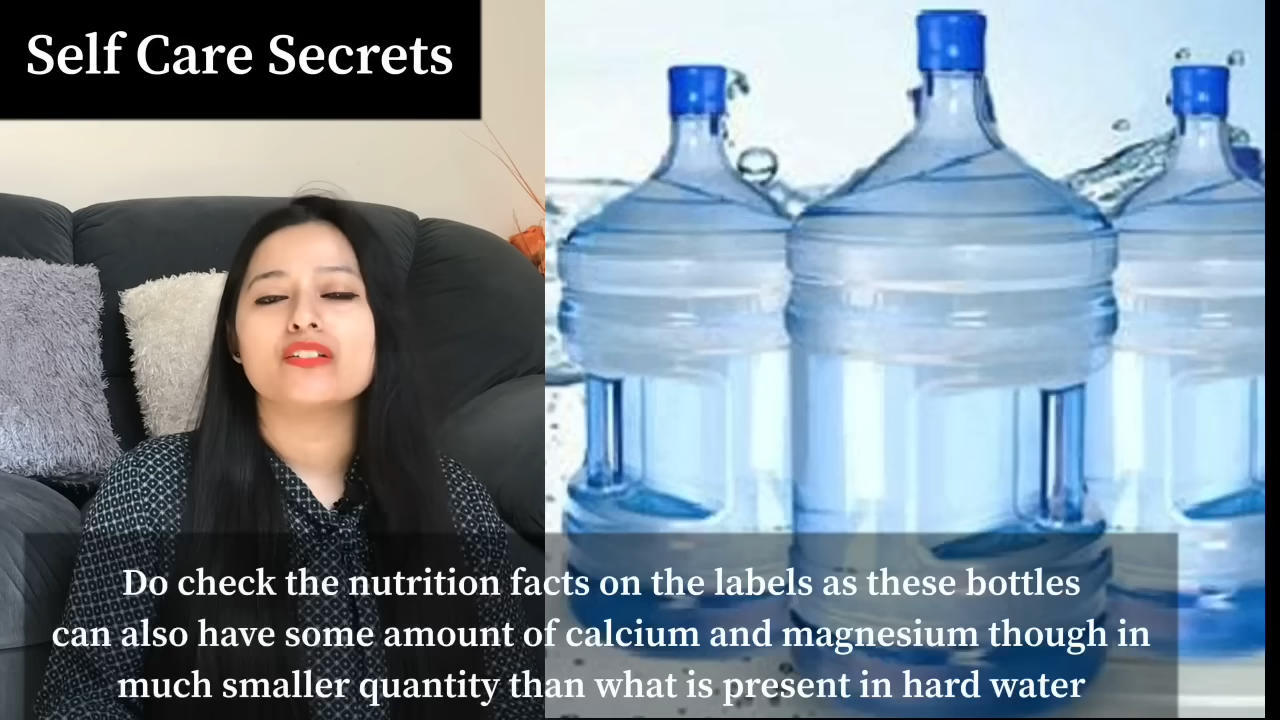 Self Care Secrets
Do check the nutrition facts on the labels as these bottles
can also have some amount of calcium and magnesium though in
much smaller quantity than what is present in hard water